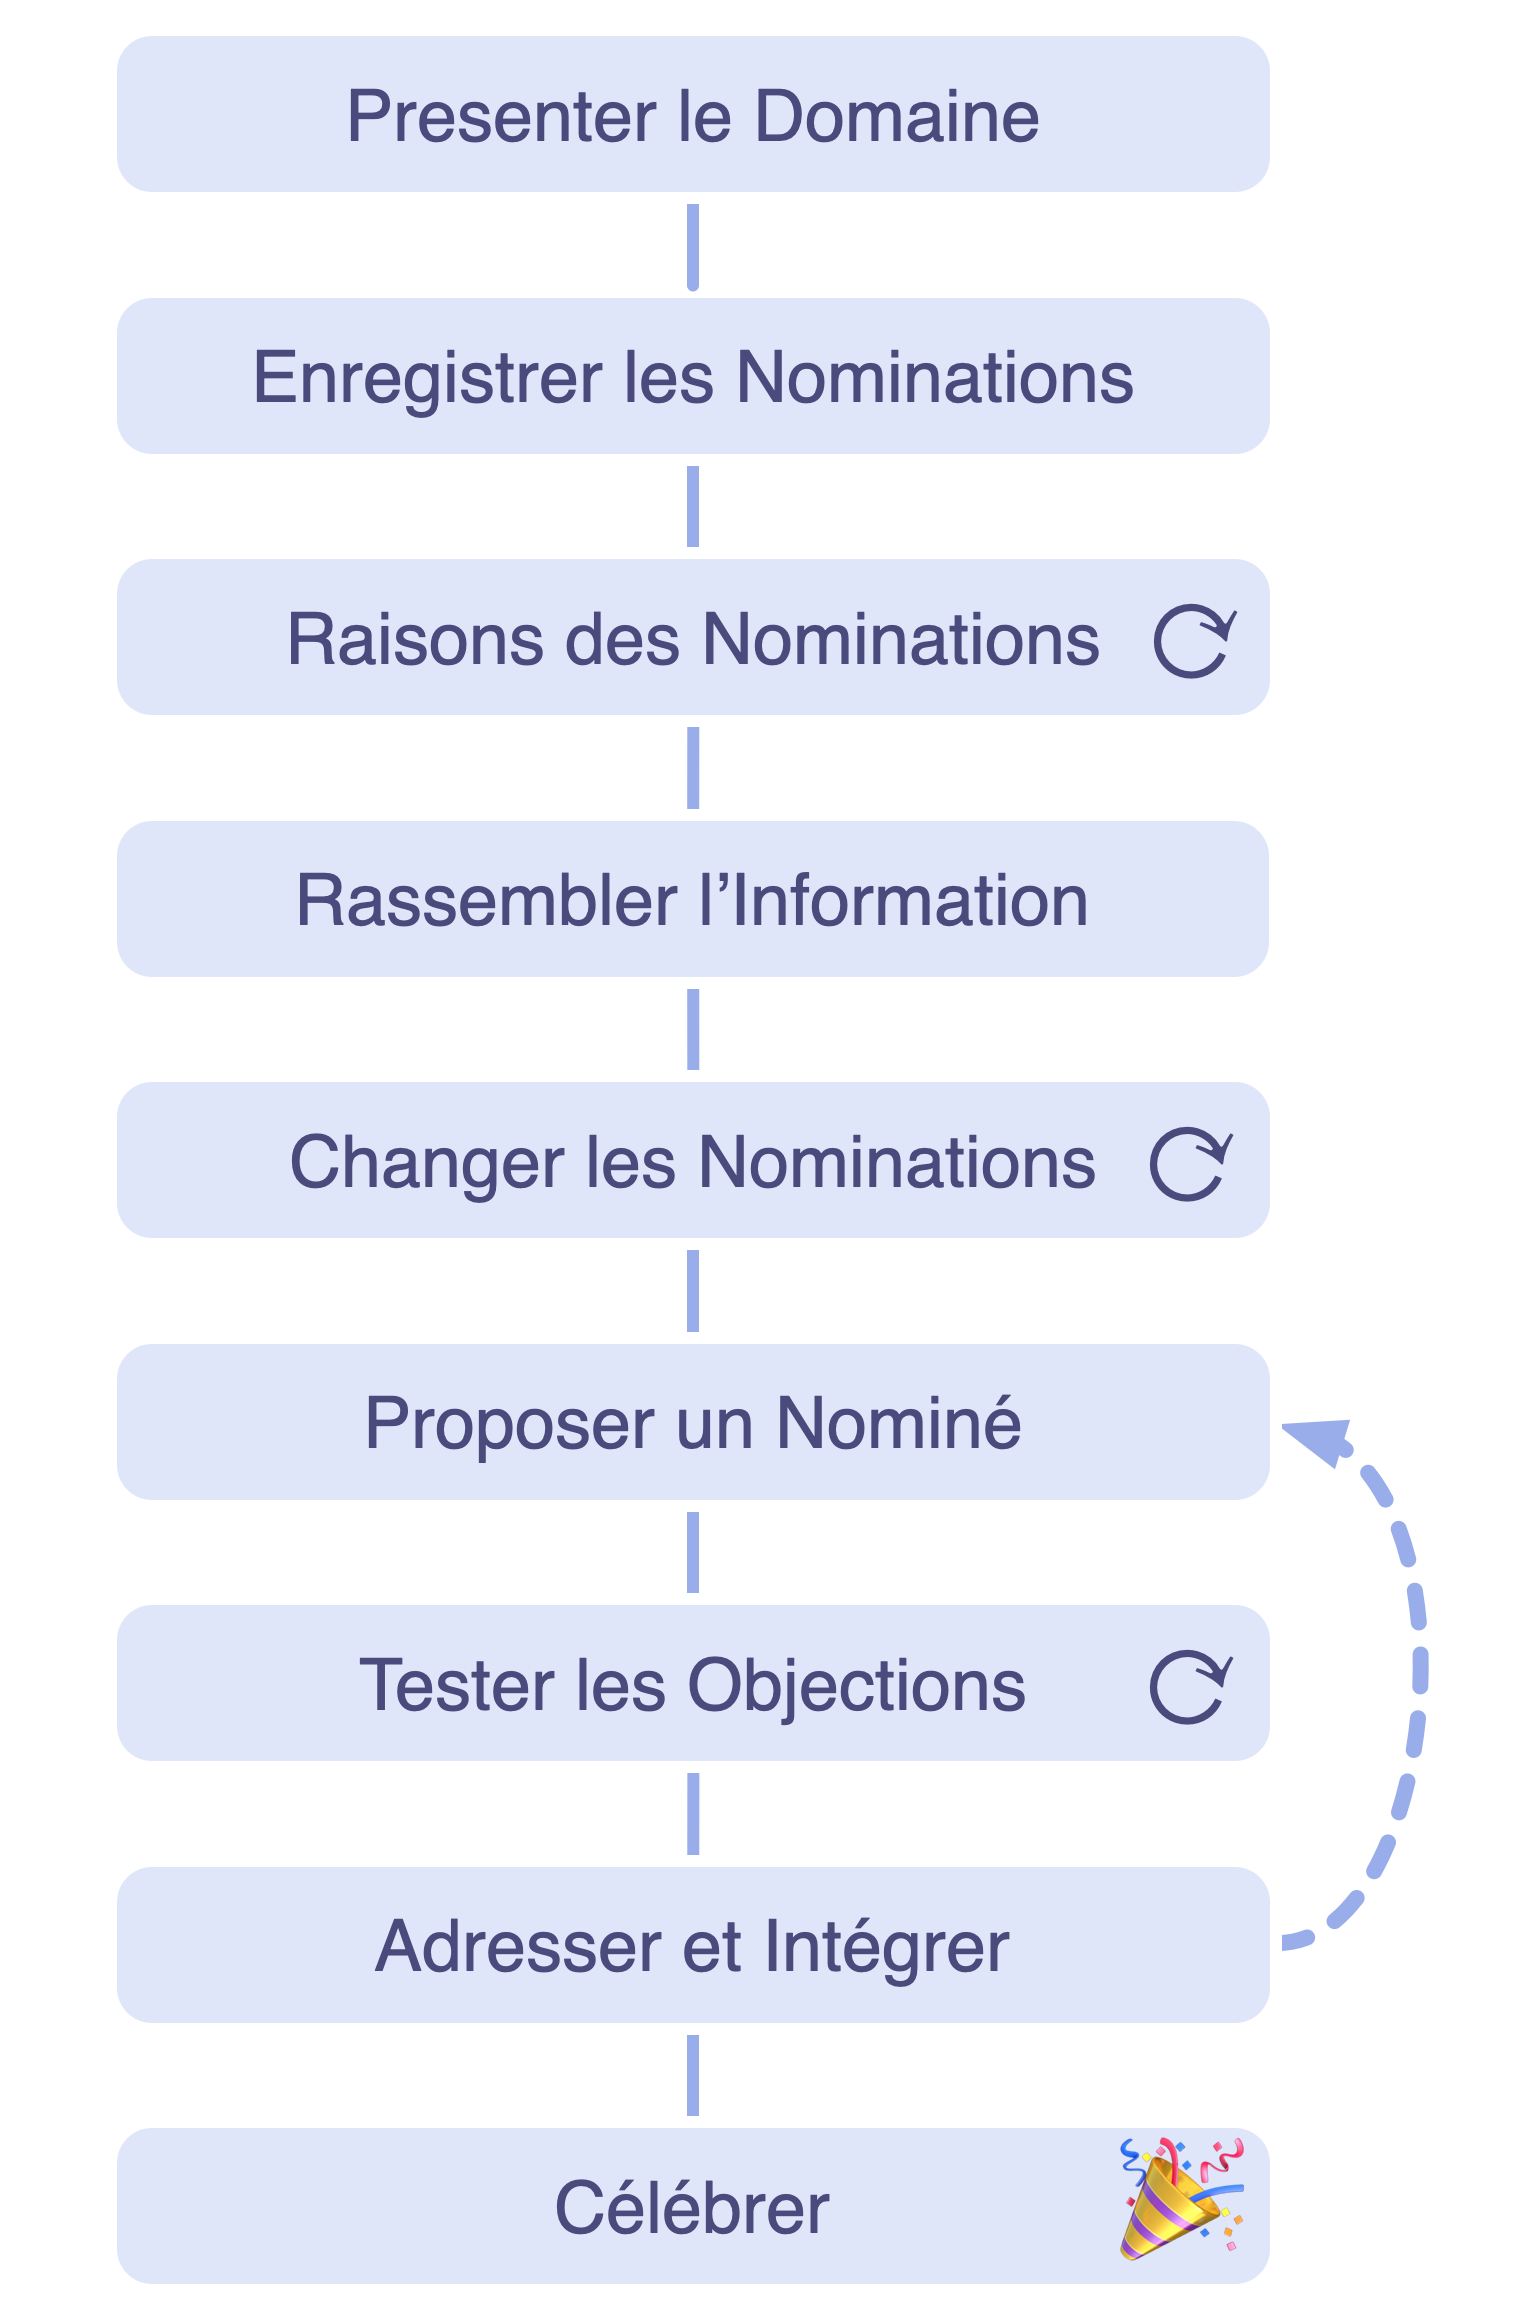 Presenter le Domaine
Enregistrer les Nominations
Raisons des Nominations
Rassembler l’Information
Changer les Nominations
Proposer un Nominé
Tester les Objections
Adresser et Intégrer
Célébrer